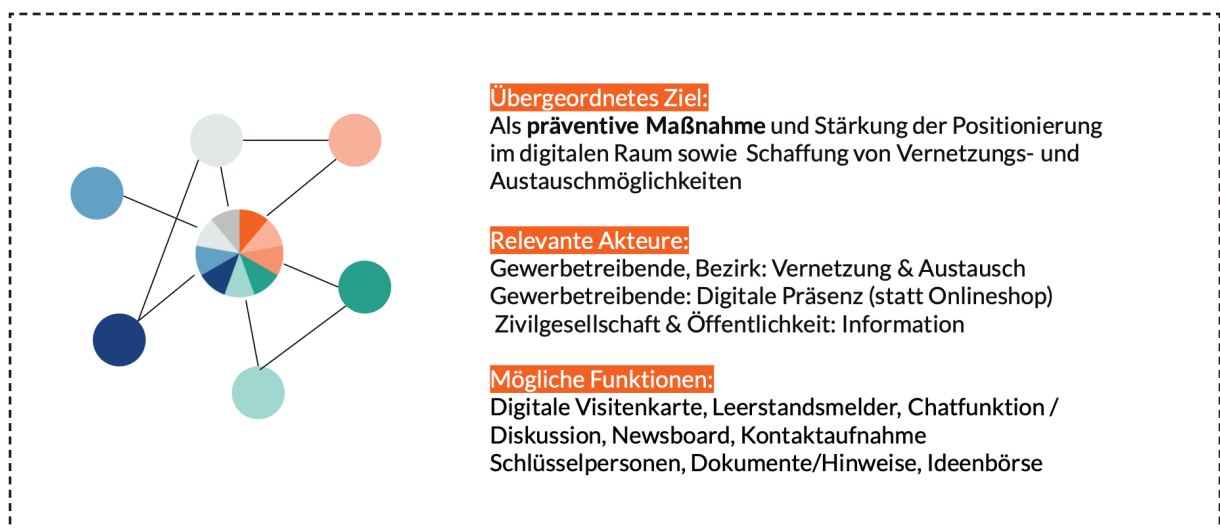 Übergeordnetes Ziel:
Als präventive Maßnahme und Stärkung der Positionierung
im digitalen Raum sowie Schaffung von Vernetzungs- und
Austauschmöglichkeiten
Relevante Akteure:
Gewerbetreibende, Bezirk: Vernetzung & Austausch
Gewerbetreibende: Digitale Präsenz (statt Onlineshop)
Zivilgesellschaft & Öffentlichkeit: Information
Mögliche Funktionen:
Digitale Visitenkarte, Leerstandsmelder, Chatfunktion /
Diskussion, Newsboard, Kontaktaufnahme
Schlüsselpersonen, Dokumente/Hinweise, Ideenbörse